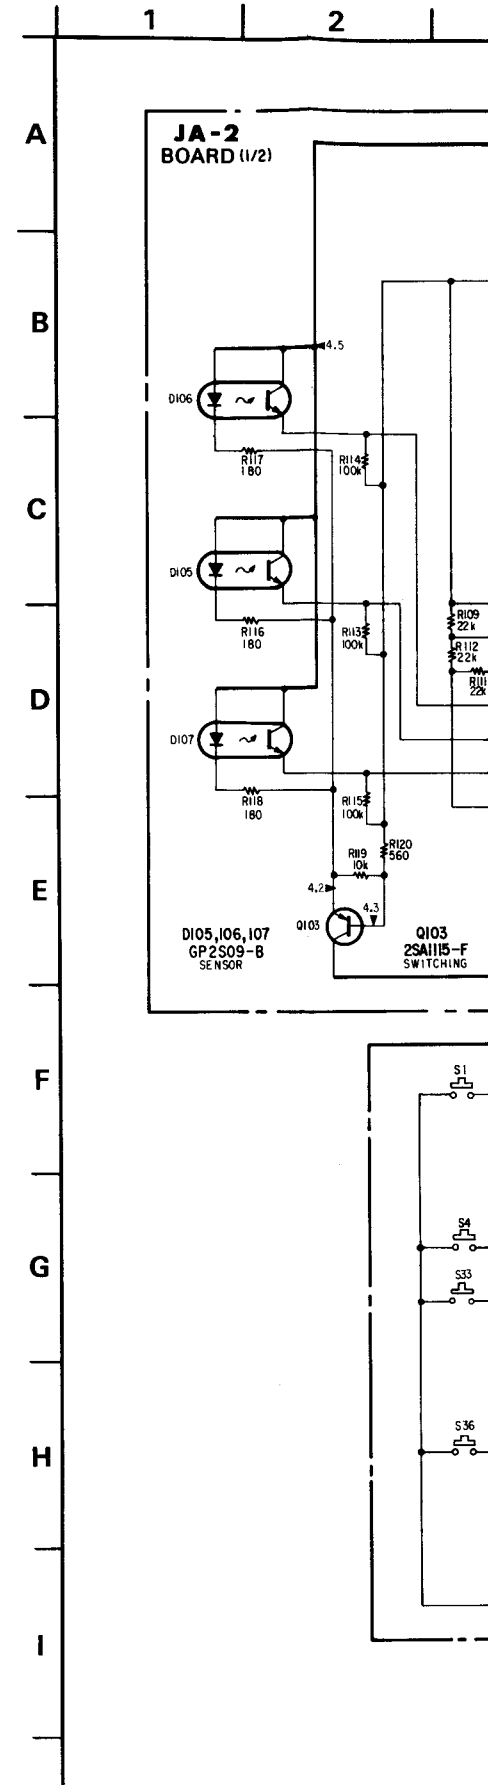 1 2
A
JA-2
BOARD (1/2)
B
4.5
D106
R117
180
R114
100k
C
D105
R116
180
R113
100k
R109
22k
R112
22k
R111
22k
D
D107
R118
180
R115
100k
R120
560
R119
10k
E
4.2
4.3
Q103
D105,106,107
GP2S09-B
SENSOR
Q103
2SA1115-F
SWITCHING
F
S1
S4
G
S33
S36
H
I